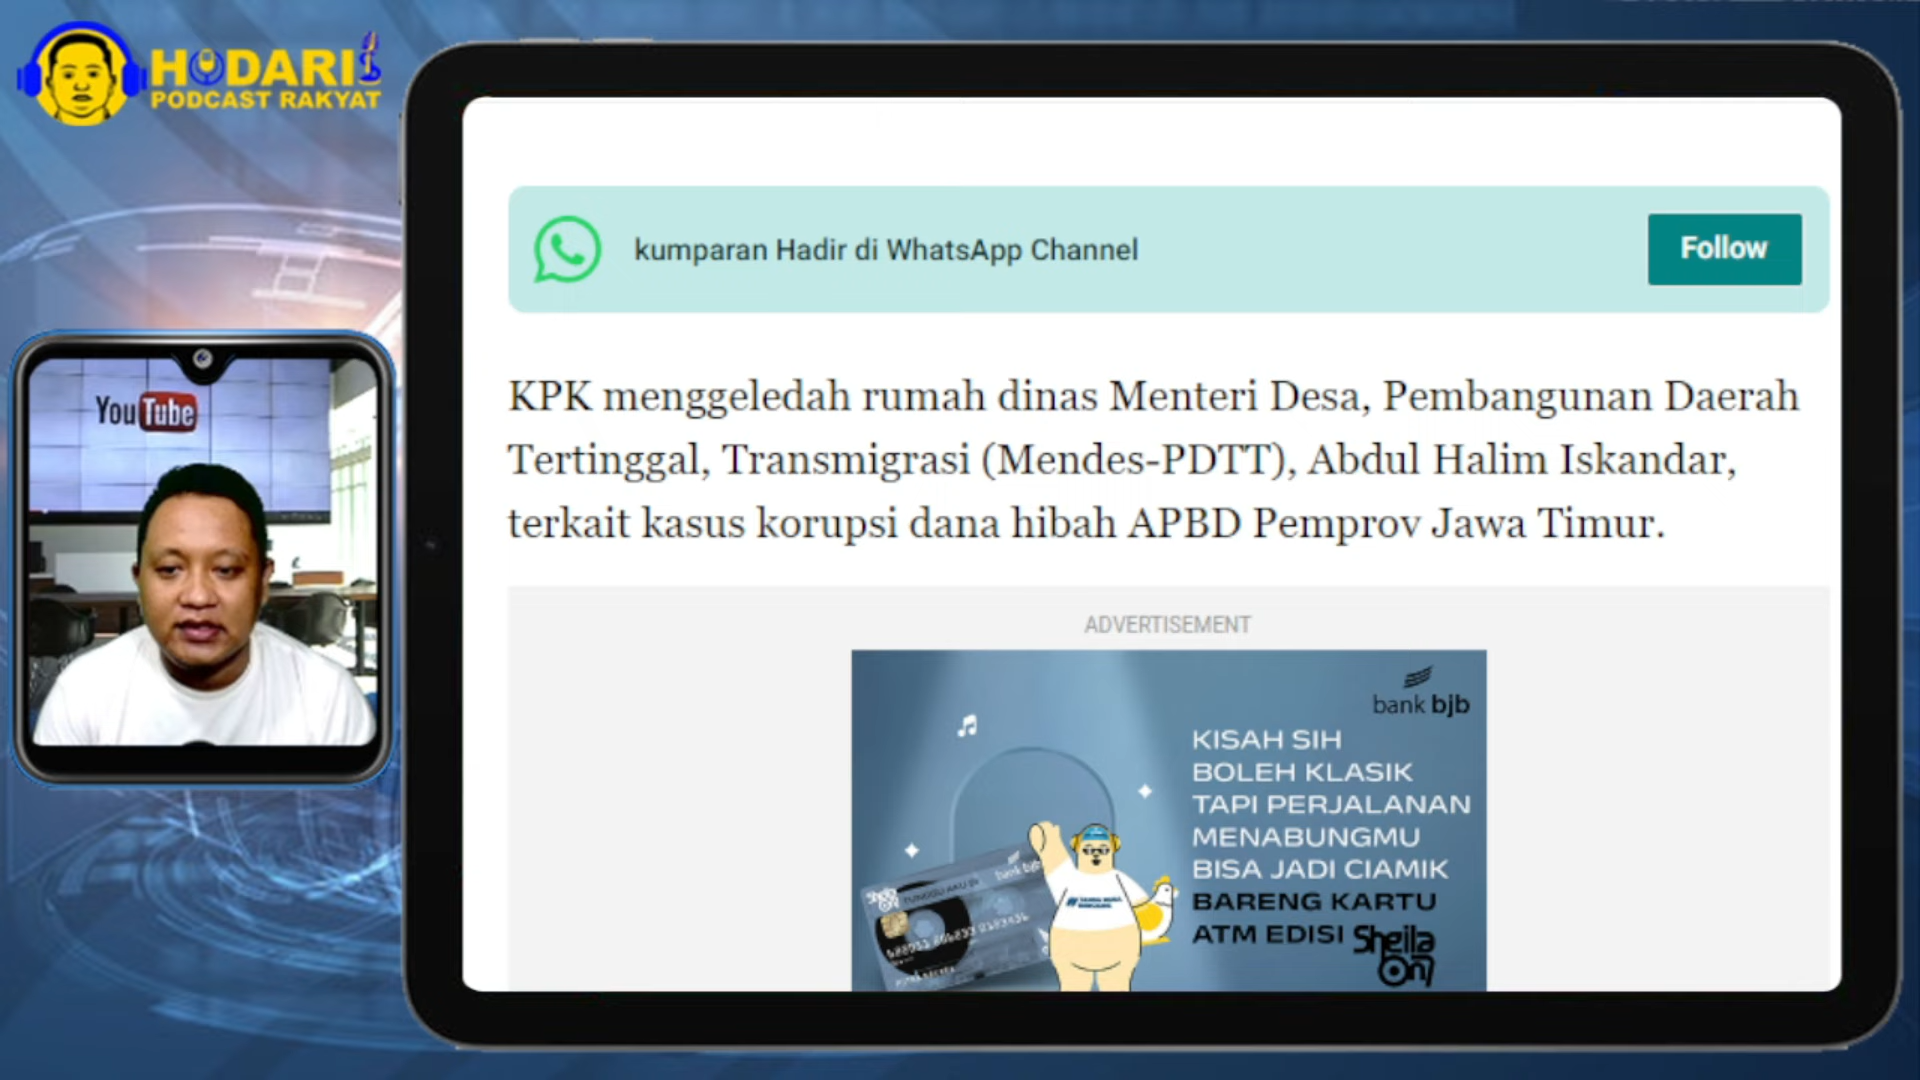 HODARI
PODCAST RAKYAT
YouTube
kumparan Hadir di WhatsApp Channel
Follow
KPK menggeledah rumah dinas Menteri Desa, Pembangunan Daerah
Tertinggal, Transmigrasi (Mendes-PDTT), Abdul Halim Iskandar,
terkait kasus korupsi dana hibah APBD Pemprov Jawa Timur.
ADVERTISEMENT
bank bjb
KISAH SIH
BOLEH KLASIK
TAPI PERJALANAN
MENABUNGMU
BISA JADI CIAMIK
BARENG KARTU
ATM EDISI Sheila
On7
bank bjb